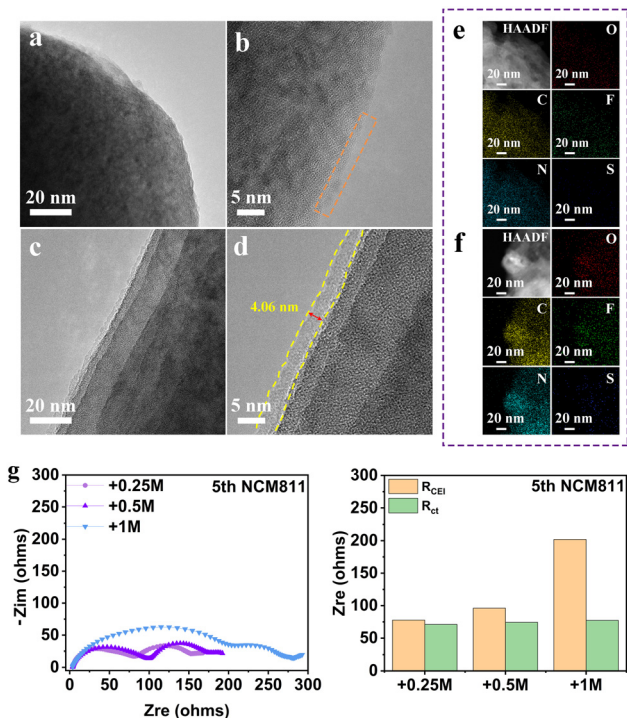 a
20 nm
b
5 nm
c
20 nm
d
4.06 nm
5 nm
e
HAADF
20 nm
O
20 nm
C
20 nm
F
20 nm
N
20 nm
S
20 nm
f
HAADF
20 nm
O
20 nm
C
20 nm
F
20 nm
N
20 nm
S
20 nm
g
300
250
200
150
100
50
0
-Zim (ohms)
+0.25M
+0.5M
+1M
5th NCM811
0 50 100 150 200 250 300
Zre (ohms)
300
250
200
150
100
50
0
Zre (ohms)
R_CEI
R_ct
5th NCM811
+0.25M +0.5M +1M